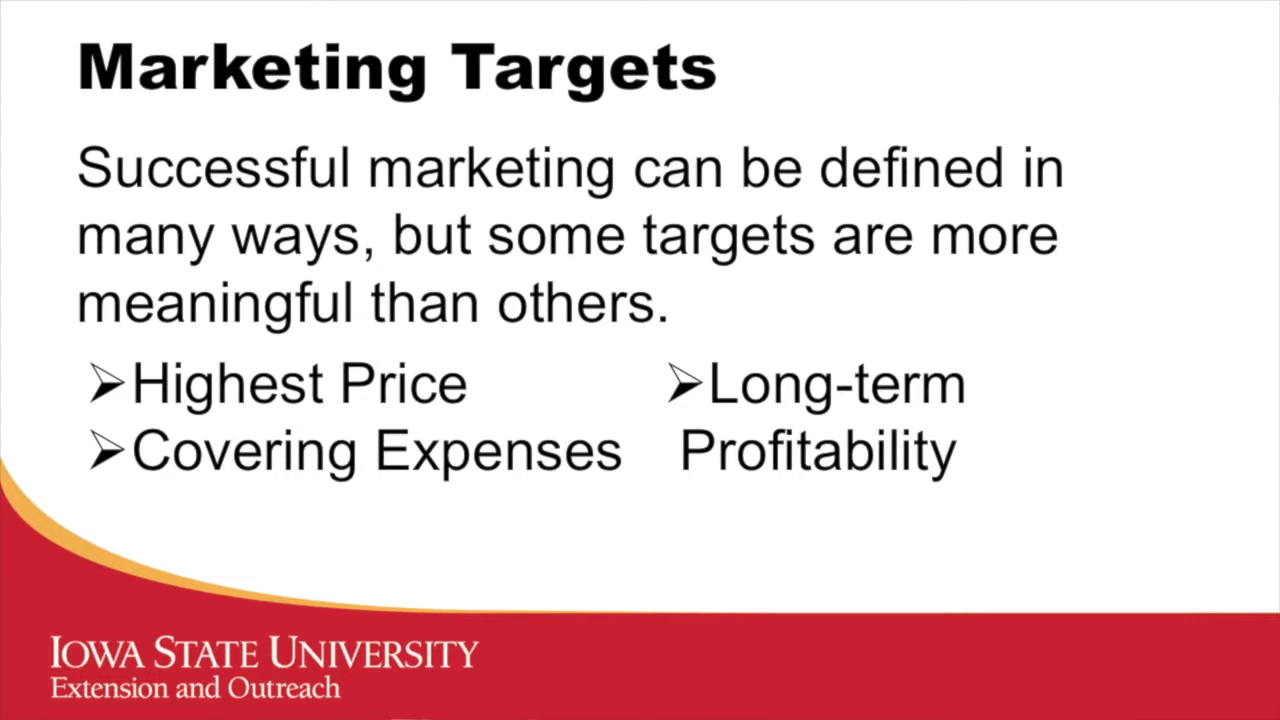 Marketing Targets
Successful marketing can be defined in
many ways, but some targets are more
meaningful than others.
➢Highest Price
➢Covering Expenses
➢Long-term
Profitability
IOWA STATE UNIVERSITY
Extension and Outreach